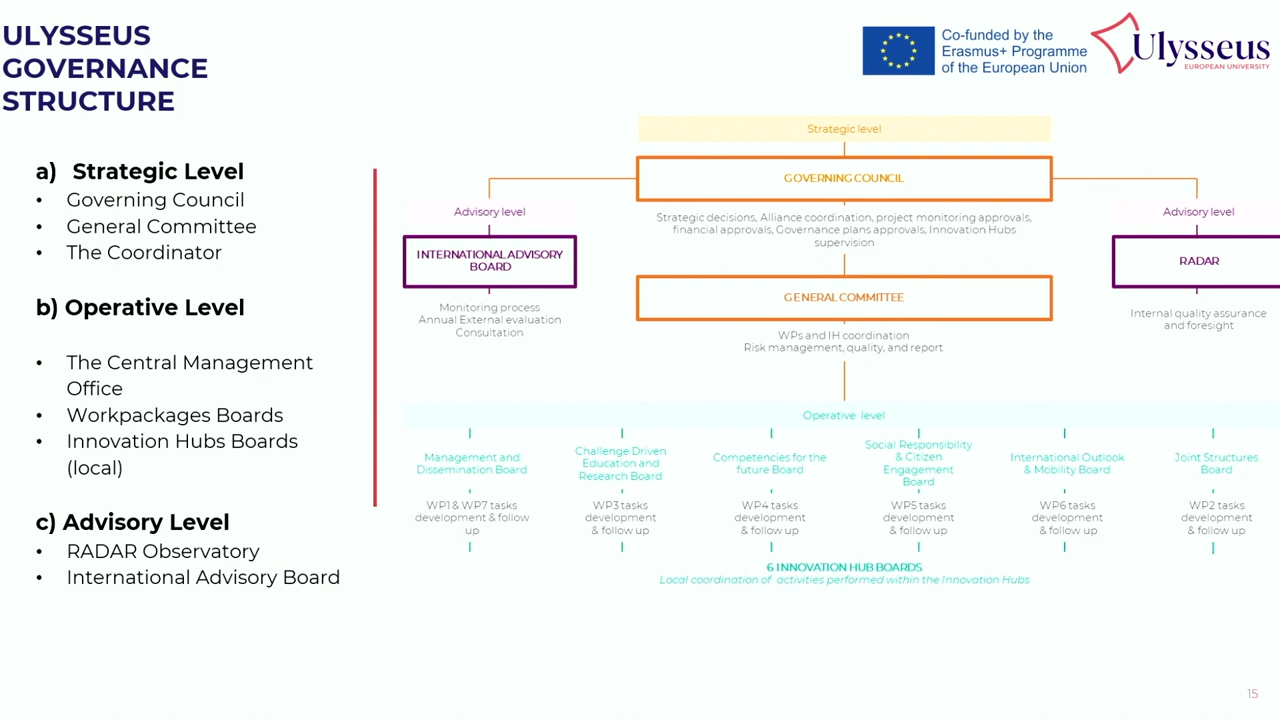 ULYSSEUS
GOVERNANCE
STRUCTURE
Co-funded by the
Erasmus+ Programme
of the European Union
Ulysseus
EUROPEAN UNIVERSITY
a) Strategic Level
• Governing Council
• General Committee
• The Coordinator
b) Operative Level
• The Central Management
Office
• Workpackages Boards
• Innovation Hubs Boards
(local)
c) Advisory Level
• RADAR Observatory
• International Advisory Board
Strategic level
GOVERNING COUNCIL
Strategic decisions, Alliance coordination, project monitoring approvals,
financial approvals, Governance plans approvals, Innovation Hubs
supervision
Advisory level
INTERNATIONAL ADVISORY
BOARD
Monitoring process
Annual External evaluation
Consultation
Advisory level
RADAR
Internal quality assurance
and foresight
GENERAL COMMITTEE
WPs and IH coordination
Risk management, quality, and report
Operative level
Management and
Dissemination Board
WP1 & WP7 tasks
development & follow
up
Challenge Driven
Education and
Research Board
WP3 tasks
development
& follow up
Competencies for the
future Board
WP4 tasks
development
& follow up
Social Responsibility
& Citizen
Engagement
Board
WP5 tasks
development
& follow up
International Outlook
& Mobility Board
WP6 tasks
development
& follow up
Joint Structures
Board
WP2 tasks
development
& follow up
6 INNOVATION HUB BOARDS
Local coordination of activities performed within the Innovation Hubs
15